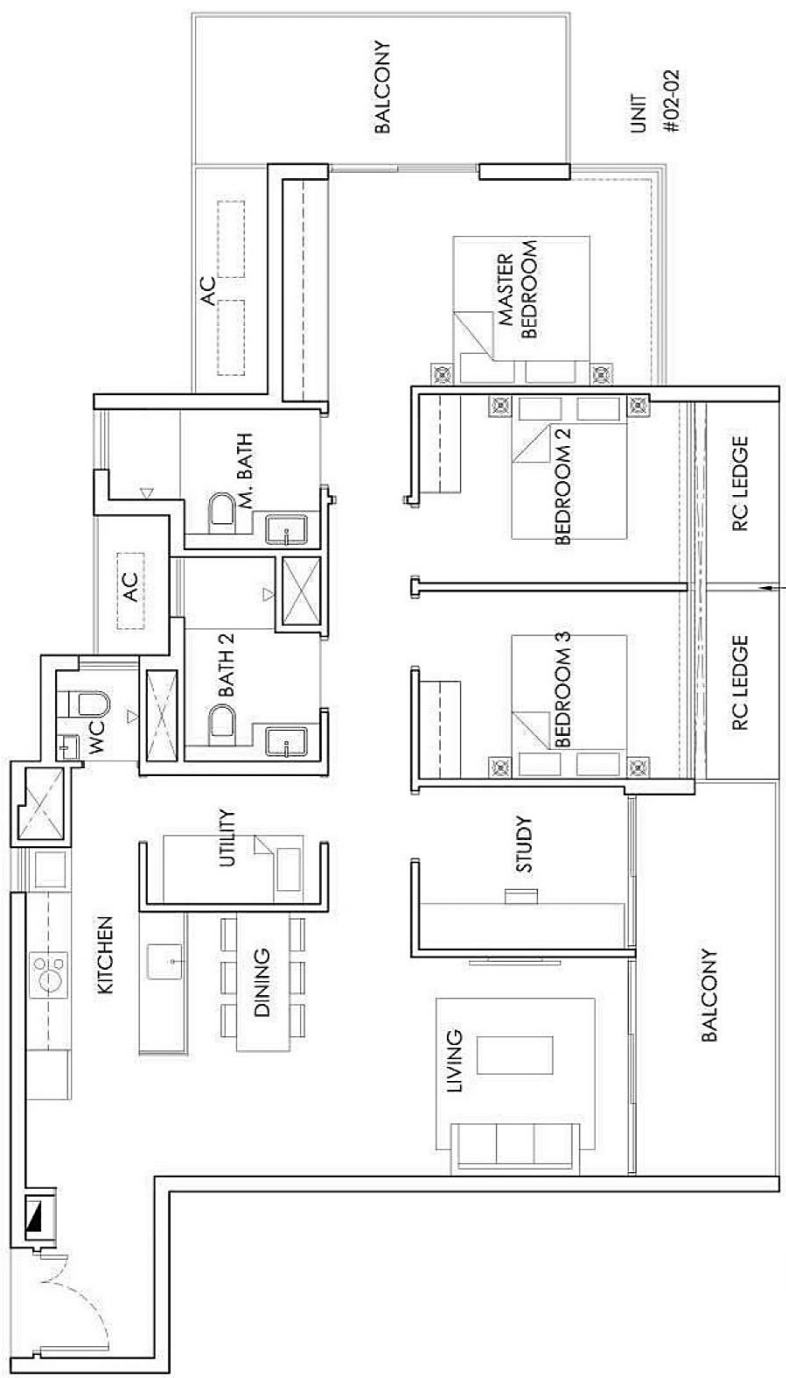 BALCONY
UNIT
#02-02
AC
MASTER
BEDROOM
M. BATH
BEDROOM 2
RC LEDGE
AC
BATH 2
BEDROOM 3
RC LEDGE
WC
UTILITY
STUDY
KITCHEN
DINING
LIVING
BALCONY